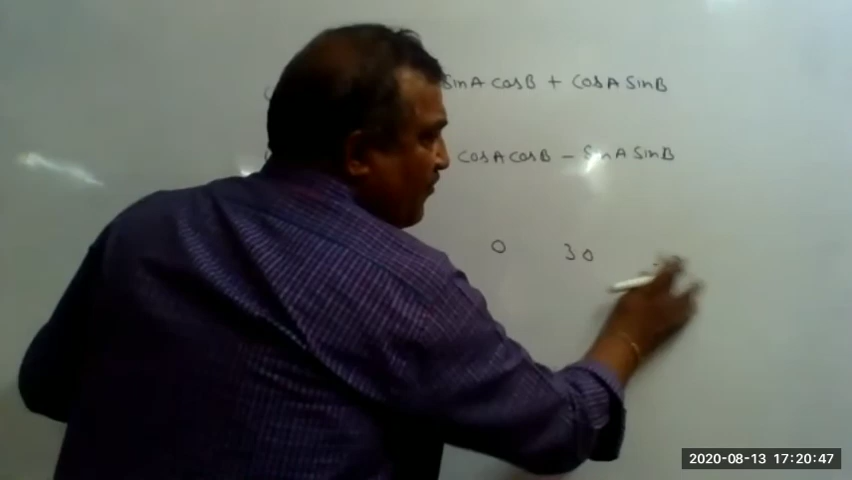 SinA CosB + CosA SinB
CosA CosB - SinA SinB
0 30
2020-08-13 17:20:47